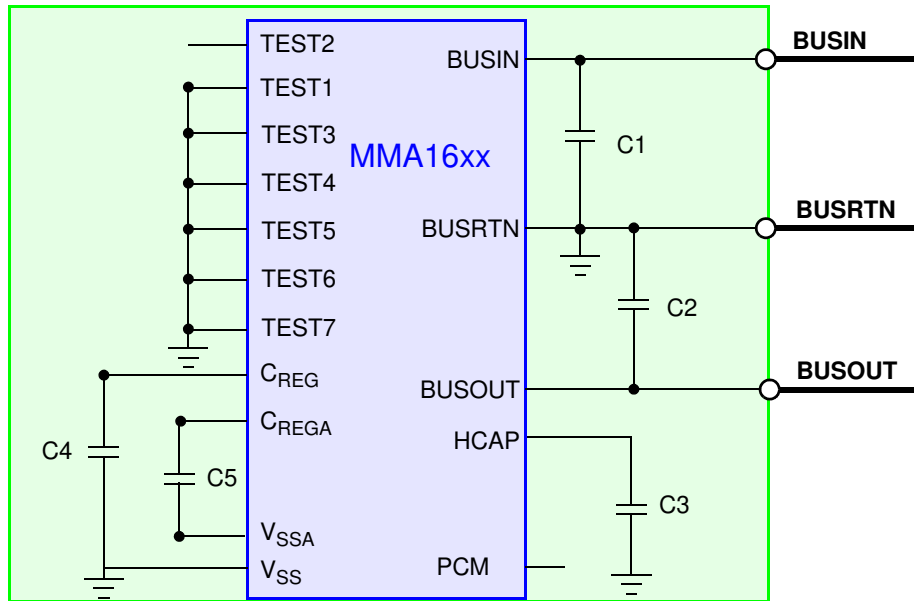 TEST2
TEST1
TEST3
TEST4
TEST5
TEST6
TEST7
CREG
CREGA
VSSA
VSS
MMA16xx
BUSIN
BUSRTN
BUSOUT
HCAP
PCM
C1
C2
C3
C4
C5
BUSIN
BUSRTN
BUSOUT